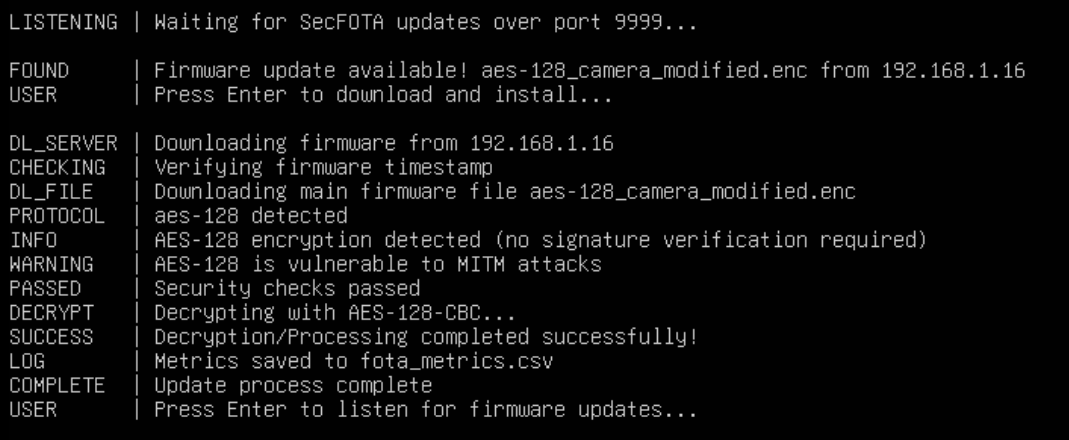 LISTENING | Waiting for SecFOTA updates over port 9999...
FOUND | Firmware update available! aes-128_camera_modified.enc from 192.168.1.16
USER | Press Enter to download and install...
DL_SERVER | Downloading firmware from 192.168.1.16
CHECKING | Verifying firmware timestamp
DL_FILE | Downloading main firmware file aes-128_camera_modified.enc
PROTOCOL | aes-128 detected
INFO | AES-128 encryption detected (no signature verification required)
WARNING | AES-128 is vulnerable to MITM attacks
PASSED | Security checks passed
DECRYPT | Decrypting with AES-128-CBC...
SUCCESS | Decryption/Processing completed successfully!
LOG | Metrics saved to fota_metrics.csv
COMPLETE | Update process complete
USER | Press Enter to listen for firmware updates...